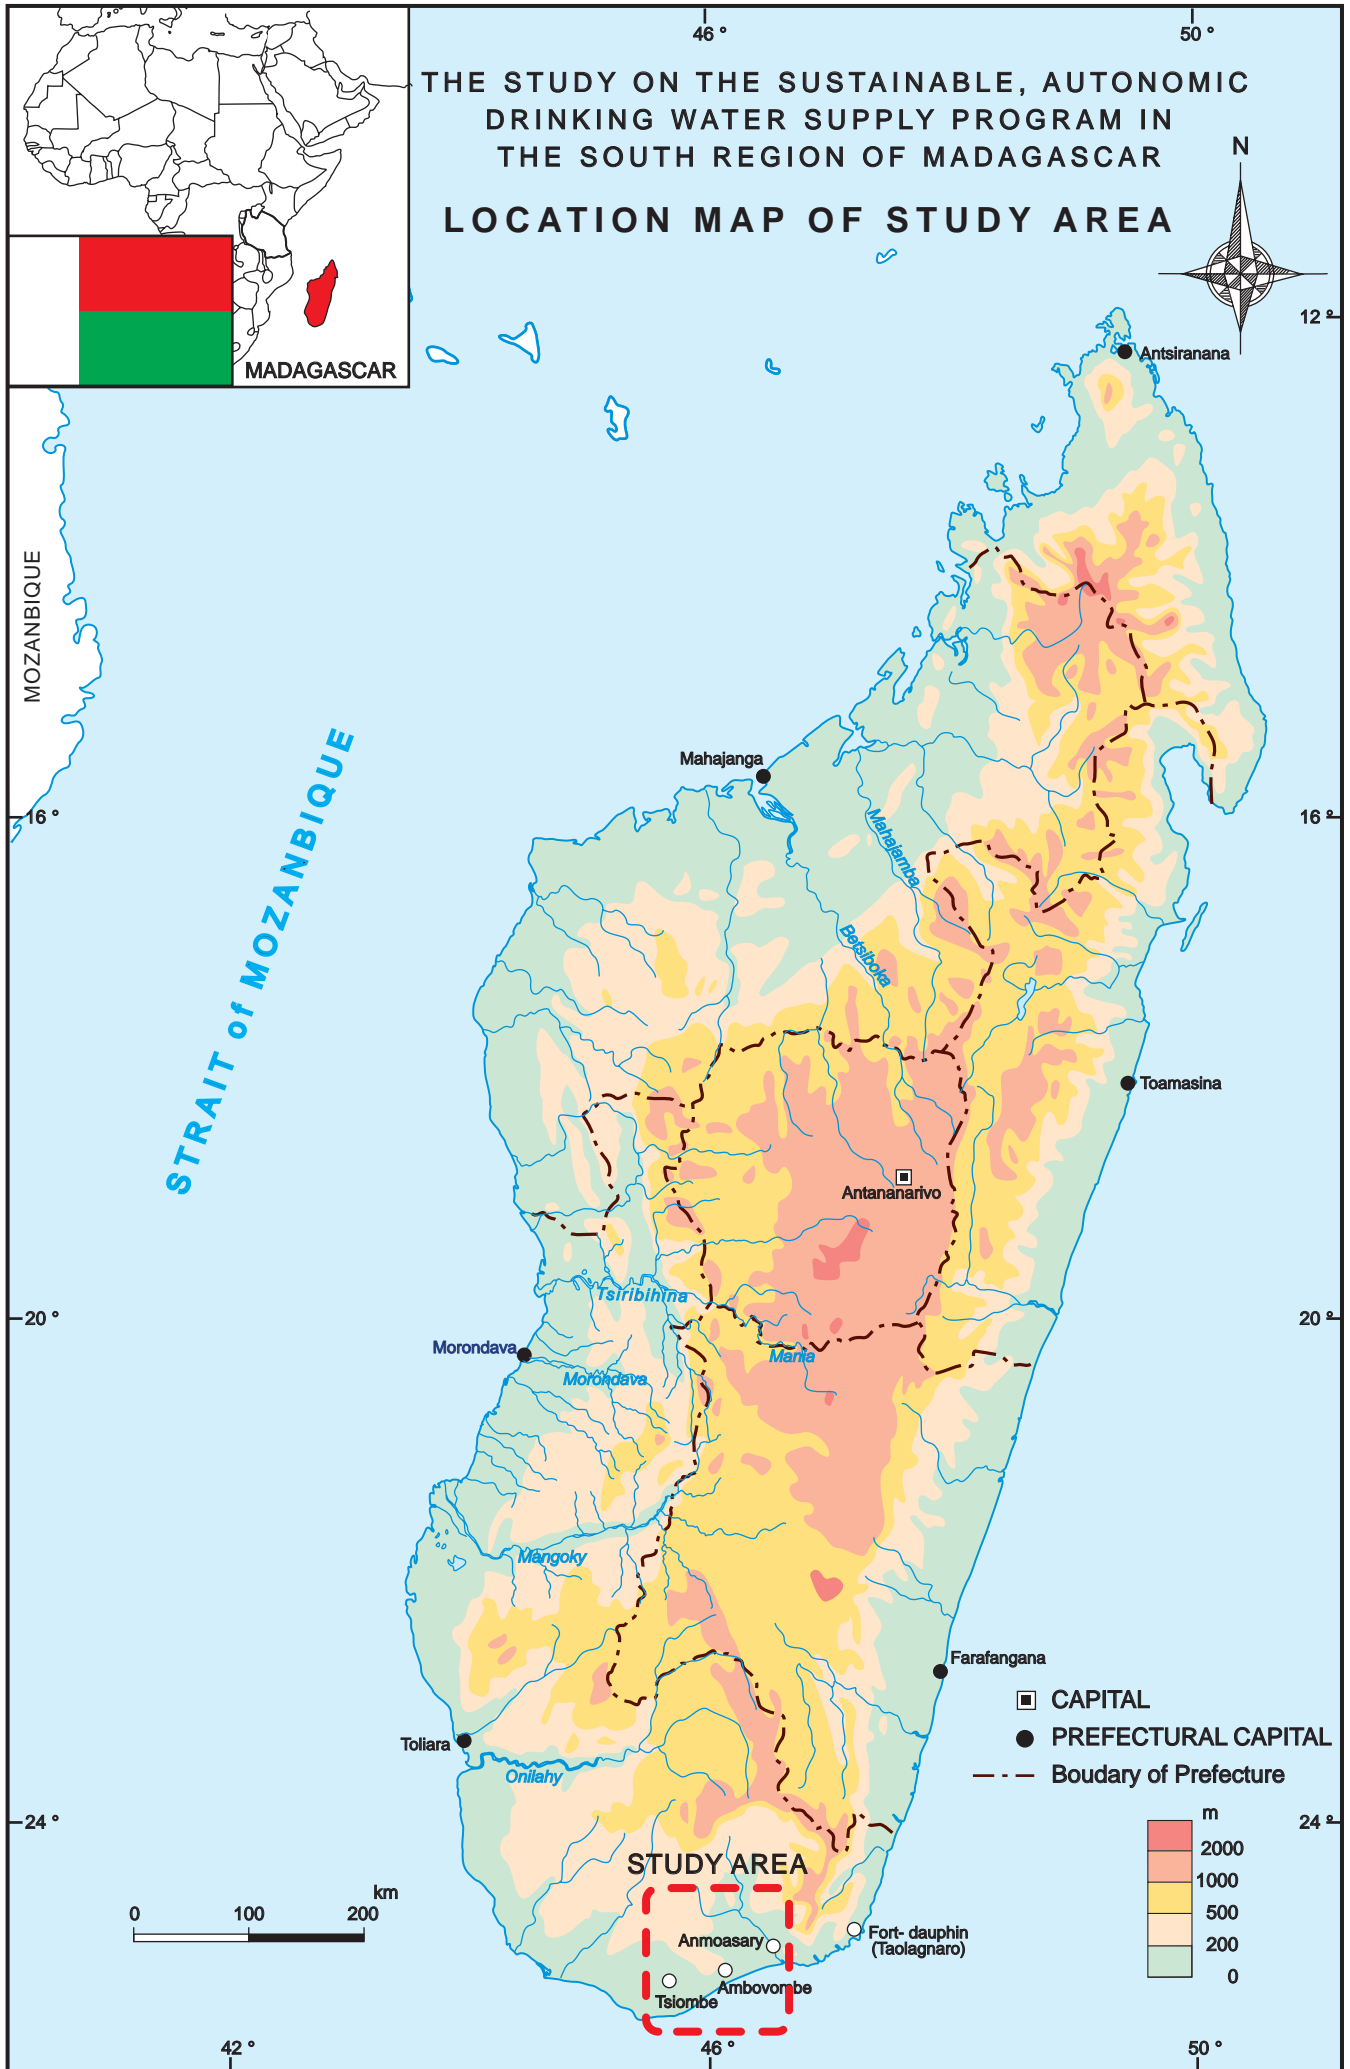 46 °
50 °
THE STUDY ON THE SUSTAINABLE, AUTONOMIC
DRINKING WATER SUPPLY PROGRAM IN
THE SOUTH REGION OF MADAGASCAR
LOCATION MAP OF STUDY AREA
N
MADAGASCAR
12 °
Antsiranana
MOZANBIQUE
STRAIT of MOZANBIQUE
Mahajanga
16 °
16 °
Mahajamba
Betsiboka
Toamasina
Antananarivo
Tsiribihina
20 °
20 °
Morondava
Mania
Morondava
Mangoky
Farafangana
CAPITAL
PREFECTURAL CAPITAL
Boudary of Prefecture
Toliara
Onilahy
m
2000
1000
500
200
0
24 °
24 °
STUDY AREA
km
0 100 200
Anmoasary
Fort- dauphin
(Taolagnaro)
Ambovombe
Tsiombe
42 °
46 °
50 °